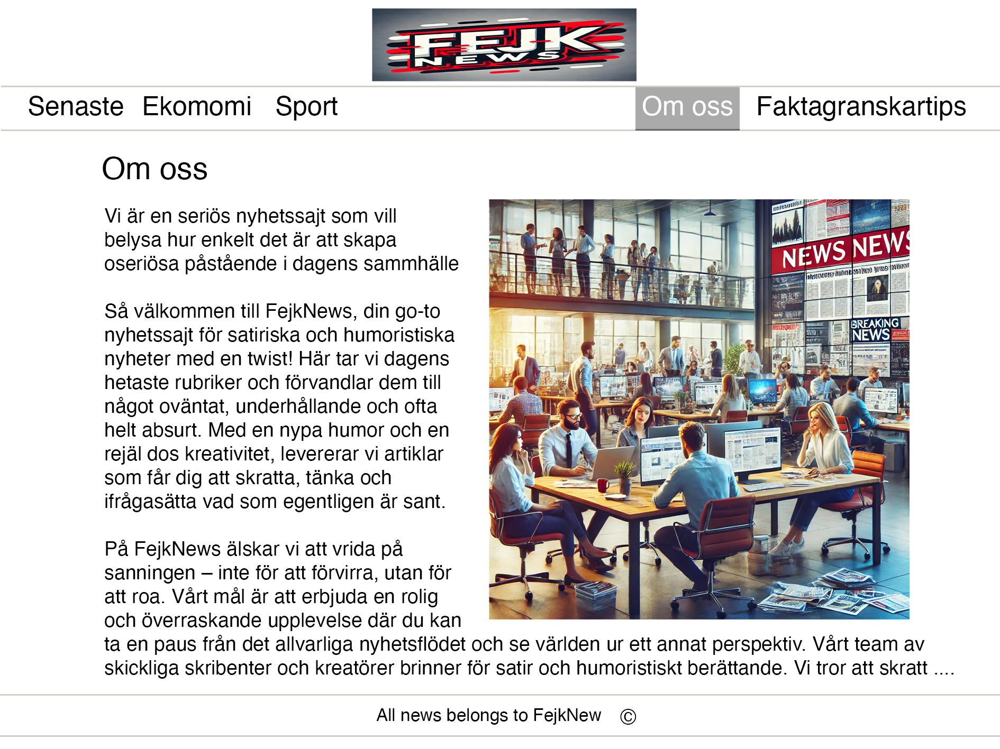 FEJK
NEWS
Senaste Ekomomi Sport Om oss Faktagranskartips
Om oss
Vi är en seriös nyhetssajt som vill
belysa hur enkelt det är att skapa
oseriösa påstående i dagens sammhälle
Så välkommen till FejkNews, din go-to
nyhetssajt för satiriska och humoristiska
nyheter med en twist! Här tar vi dagens
hetaste rubriker och förvandlar dem till
något oväntat, underhållande och ofta
helt absurt. Med en nypa humor och en
rejäl dos kreativitet, levererar vi artiklar
som får dig att skratta, tänka och
ifrågasätta vad som egentligen är sant.
På FejkNews älskar vi att vrida på
sanningen – inte för att förvirra, utan för
att roa. Vårt mål är att erbjuda en rolig
och överraskande upplevelse där du kan
ta en paus från det allvarliga nyhetsflödet och se världen ur ett annat perspektiv. Vårt team av
skickliga skribenter och kreatörer brinner för satir och humoristiskt berättande. Vi tror att skratt ....
NEWS NEWS
BREAKING
NEWS
All news belongs to FejkNew ©